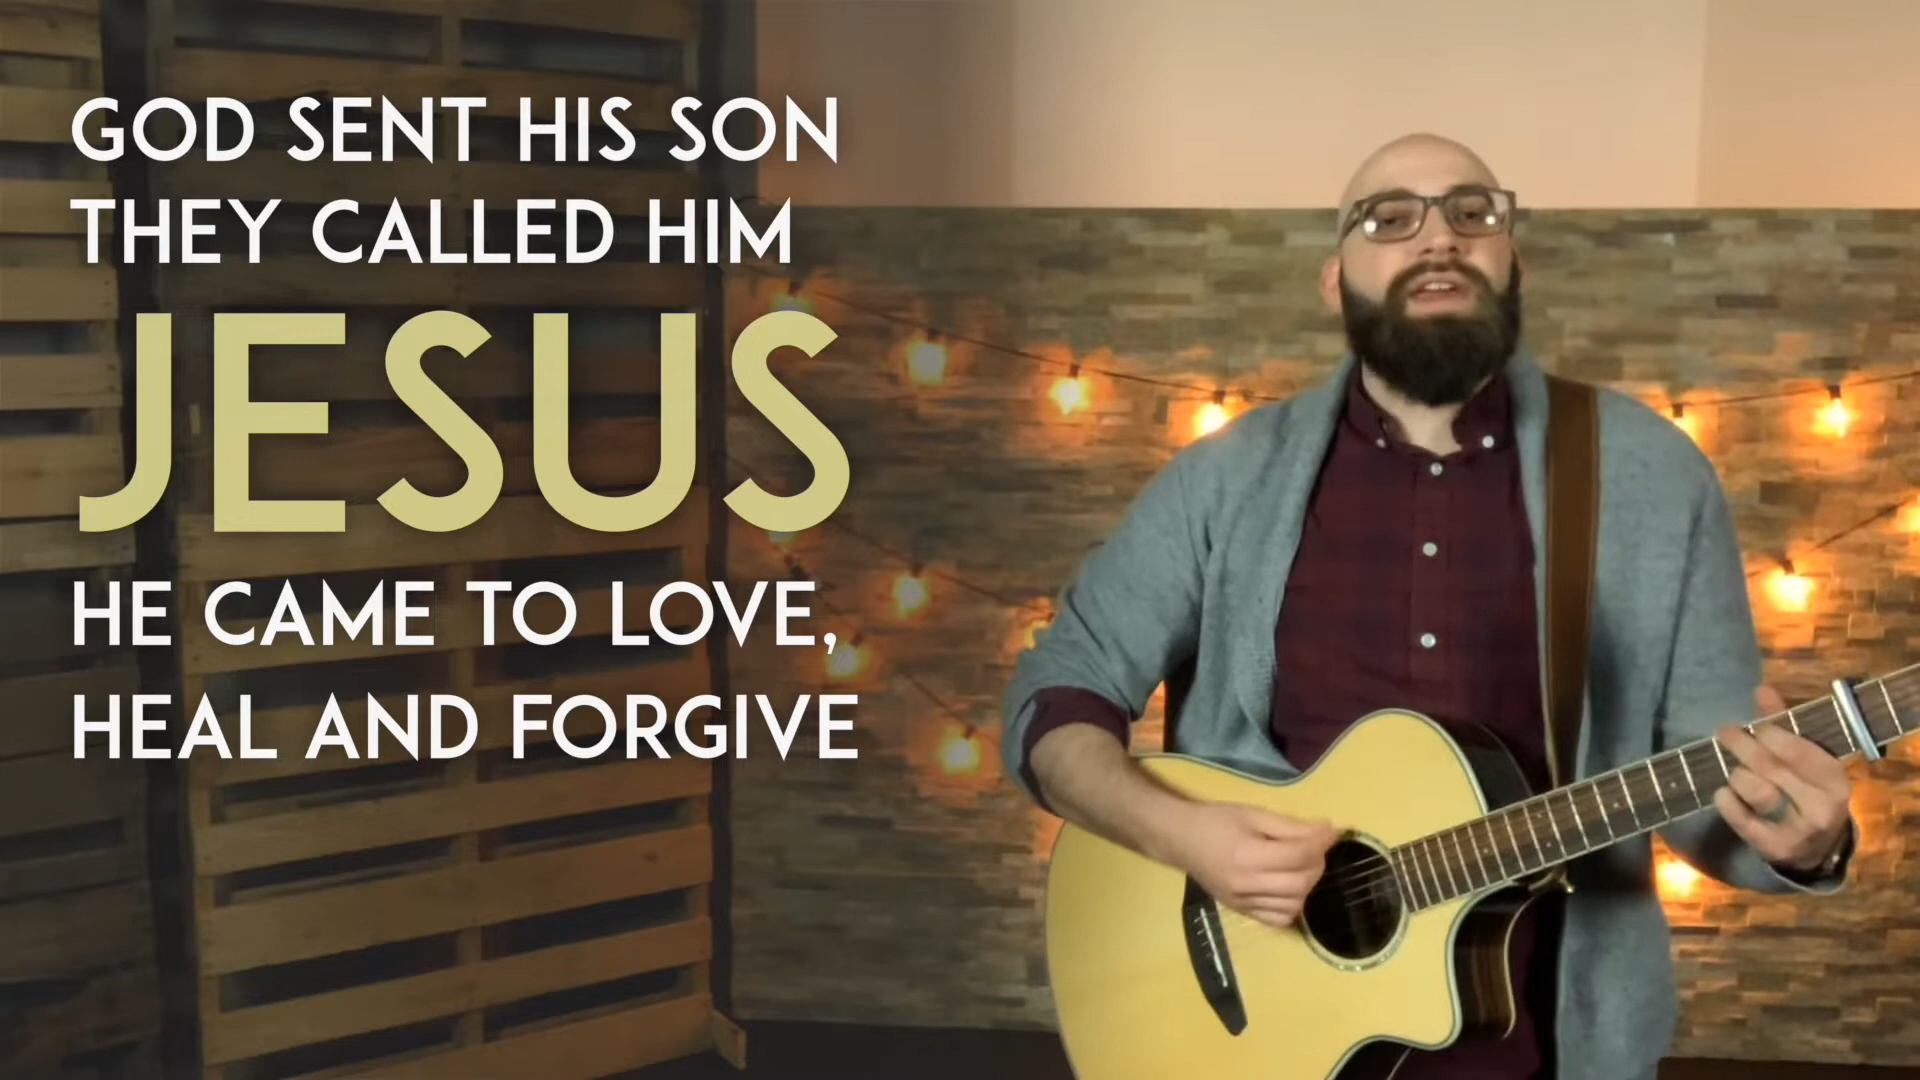 GOD SENT HIS SON
THEY CALLED HIM
JESUS
HE CAME TO LOVE,
HEAL AND FORGIVE